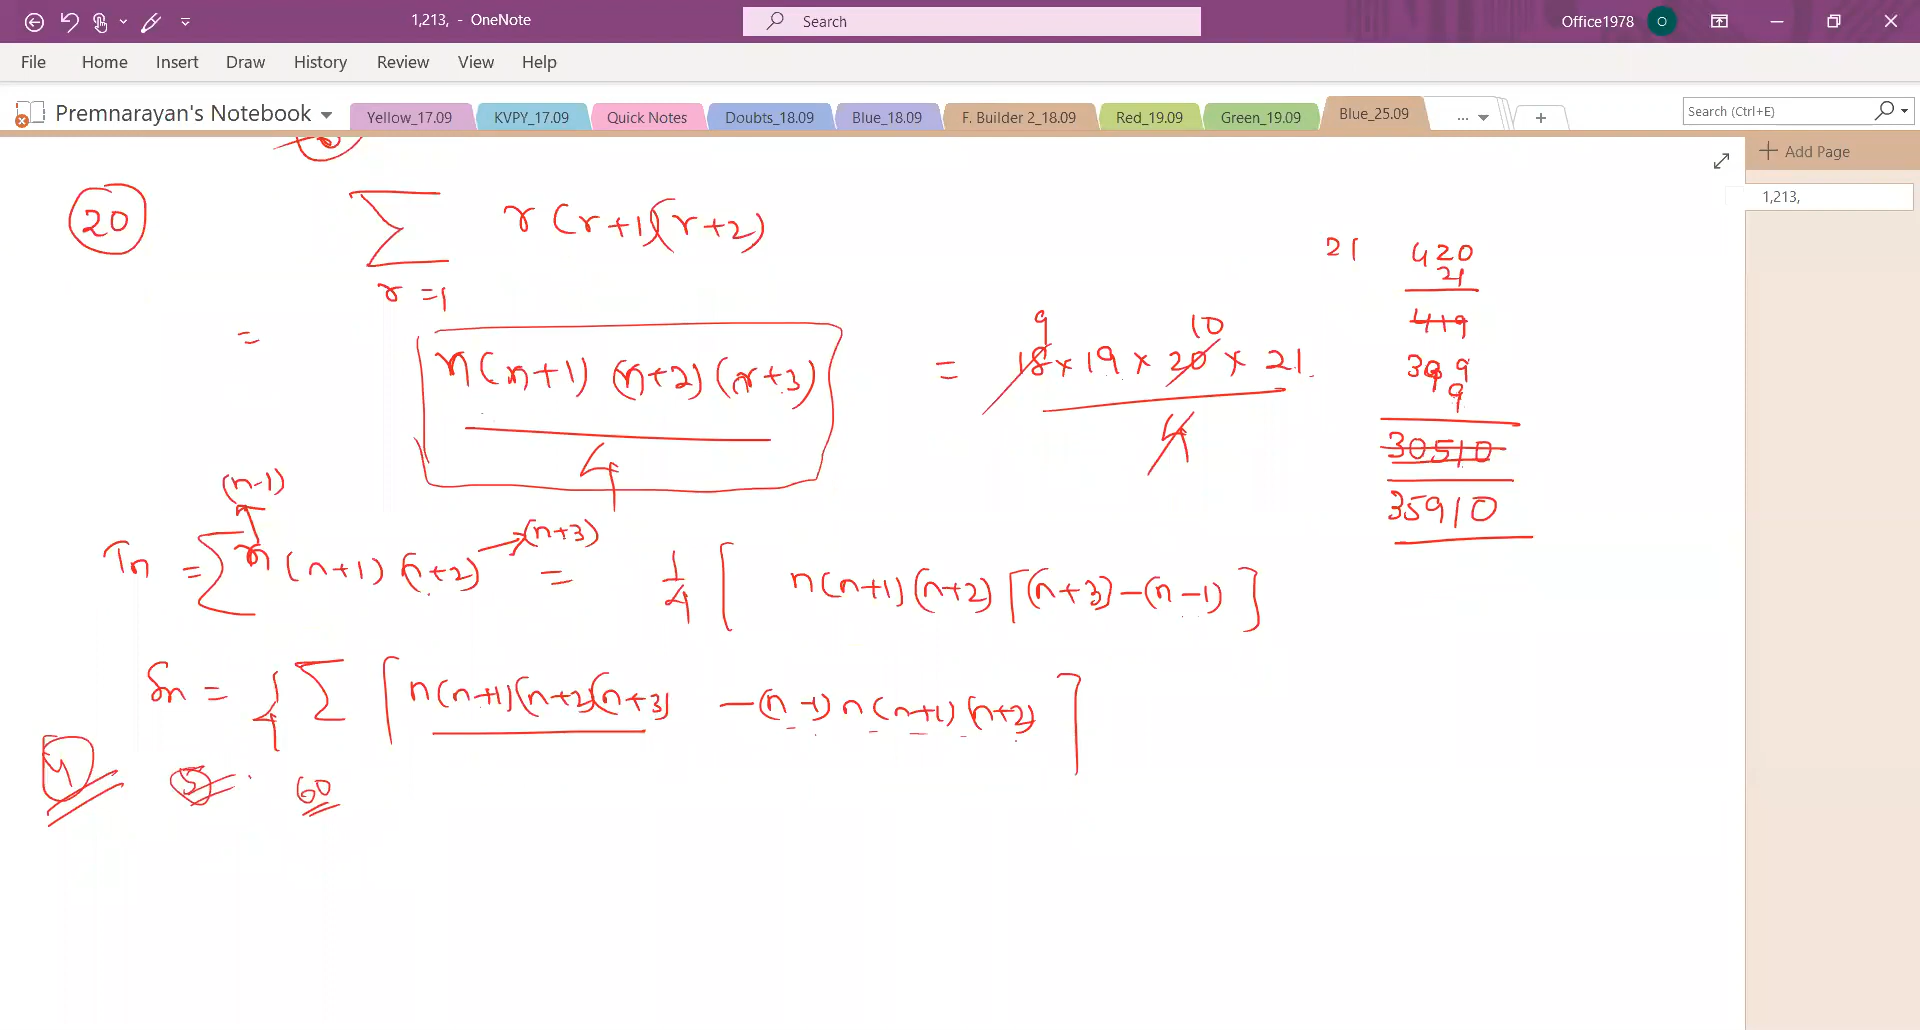 1,213, - OneNote
Search
Office1978
O
File Home Insert Draw History Review View Help
Premnarayan's Notebook
Yellow_17.09 KVPY_17.09 Quick Notes Doubts_18.09 Blue_18.09 F. Builder 2_18.09 Red_19.09 Green_19.09 Blue_25.09 ... +
Search (Ctrl+E)
Add Page
1,213,
20
∑ r(r+1)(r+2)
r=1
= n(n+1)(n+2)(n+3) / 4 = 18 × 19 × 20 × 21 / 4
9 10
21 420
21
419
399
9
30510
35910
(n-1)
(n+3)
Tn = ∑ n(n+1)(n+2) = 1/4 [ n(n+1)(n+2) [(n+3)-(n-1)]
Sn = 1/4 ∑ [ n(n+1)(n+2)(n+3) -(n-1)n(n+1)(n+2) ]
5 60